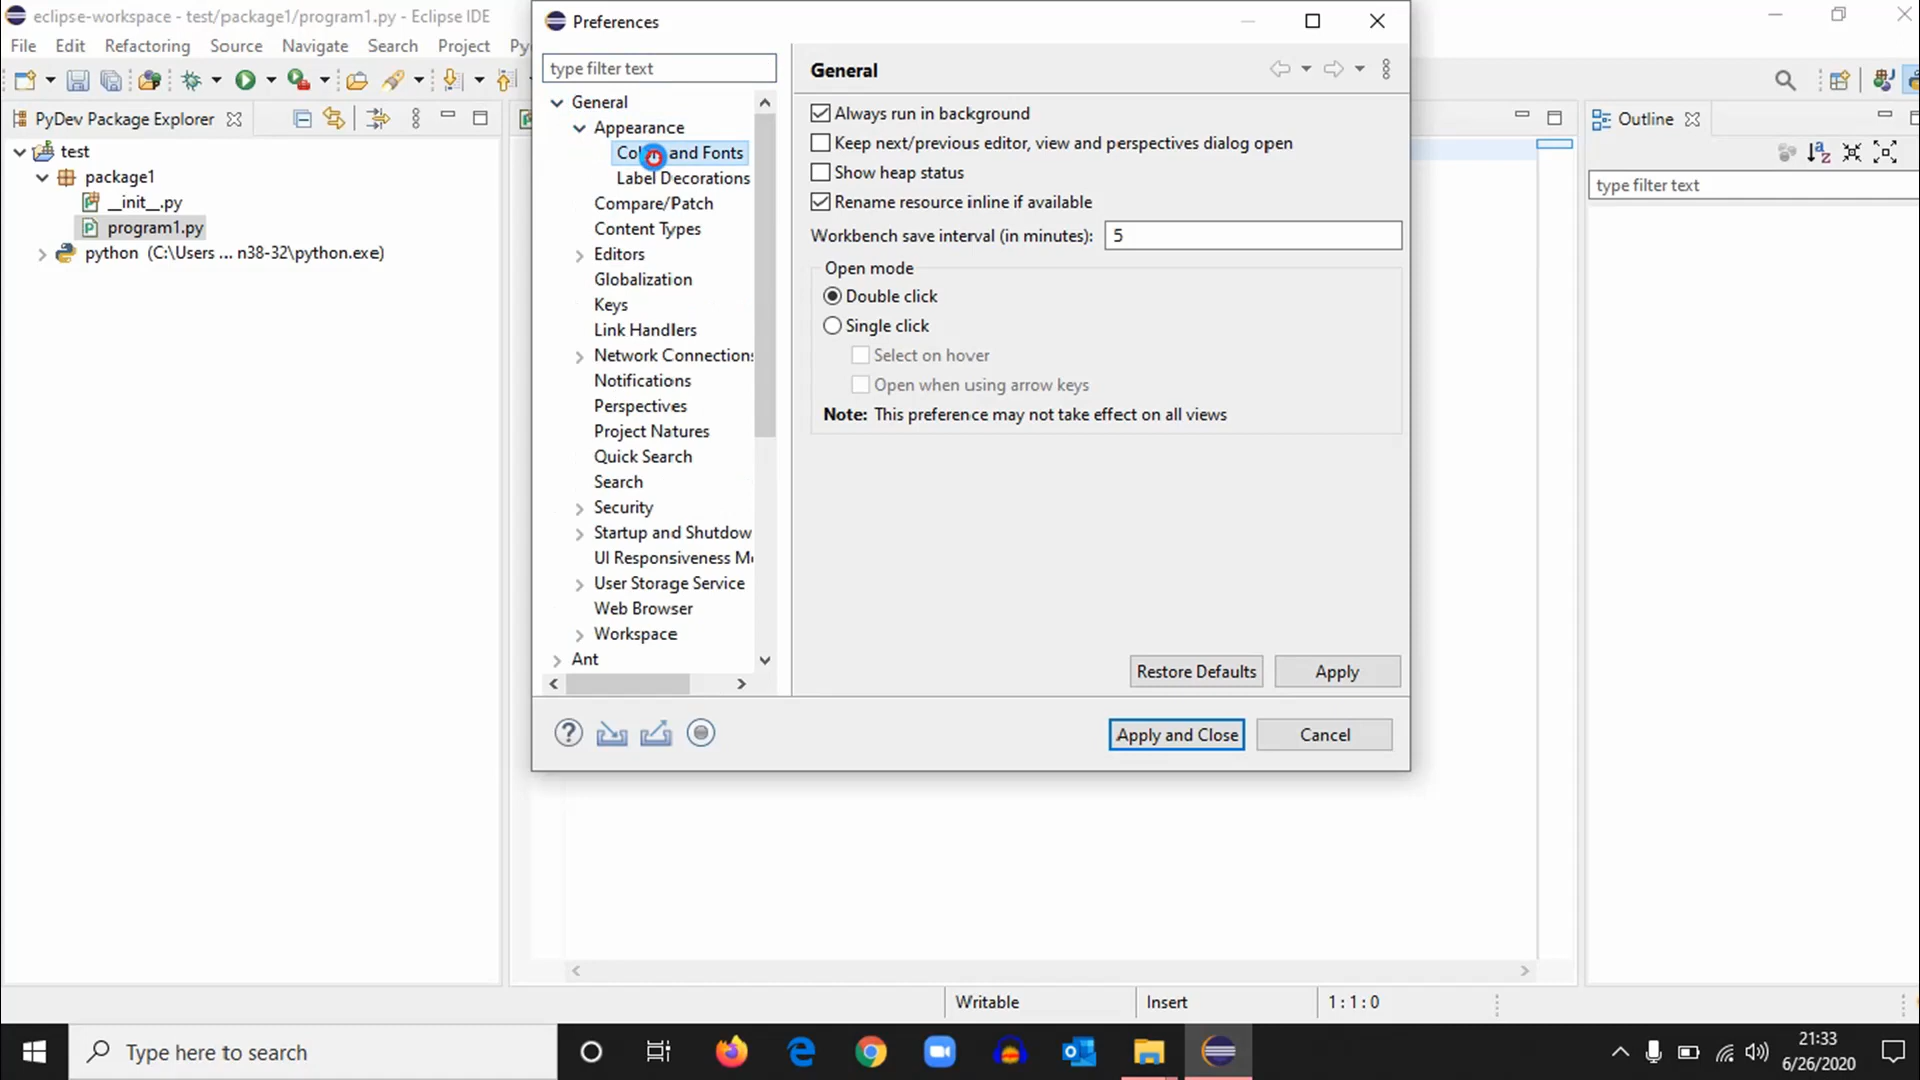 eclipse-workspace - test/package1/program1.py - Eclipse IDE
File Edit Refactoring Source Navigate Search Project
PyDev Package Explorer
test
package1
__init__.py
program1.py
python (C:\Users ... n38-32\python.exe)
Preferences
type filter text
General
Appearance
and Fonts
Label Decorations
Compare/Patch
Content Types
Editors
Globalization
Keys
Link Handlers
Network Connections
Notifications
Perspectives
Project Natures
Quick Search
Search
Security
Startup and Shutdow
UI Responsiveness M
User Storage Service
Web Browser
Workspace
Ant
General
Always run in background
Keep next/previous editor, view and perspectives dialog open
Show heap status
Rename resource inline if available
Workbench save interval (in minutes): 5
Open mode
Double click
Single click
Select on hover
Open when using arrow keys
Note: This preference may not take effect on all views
Restore Defaults Apply
Apply and Close Cancel
Outline
type filter text
Writable Insert 1 : 1 : 0
Type here to search
21:33
6/26/2020